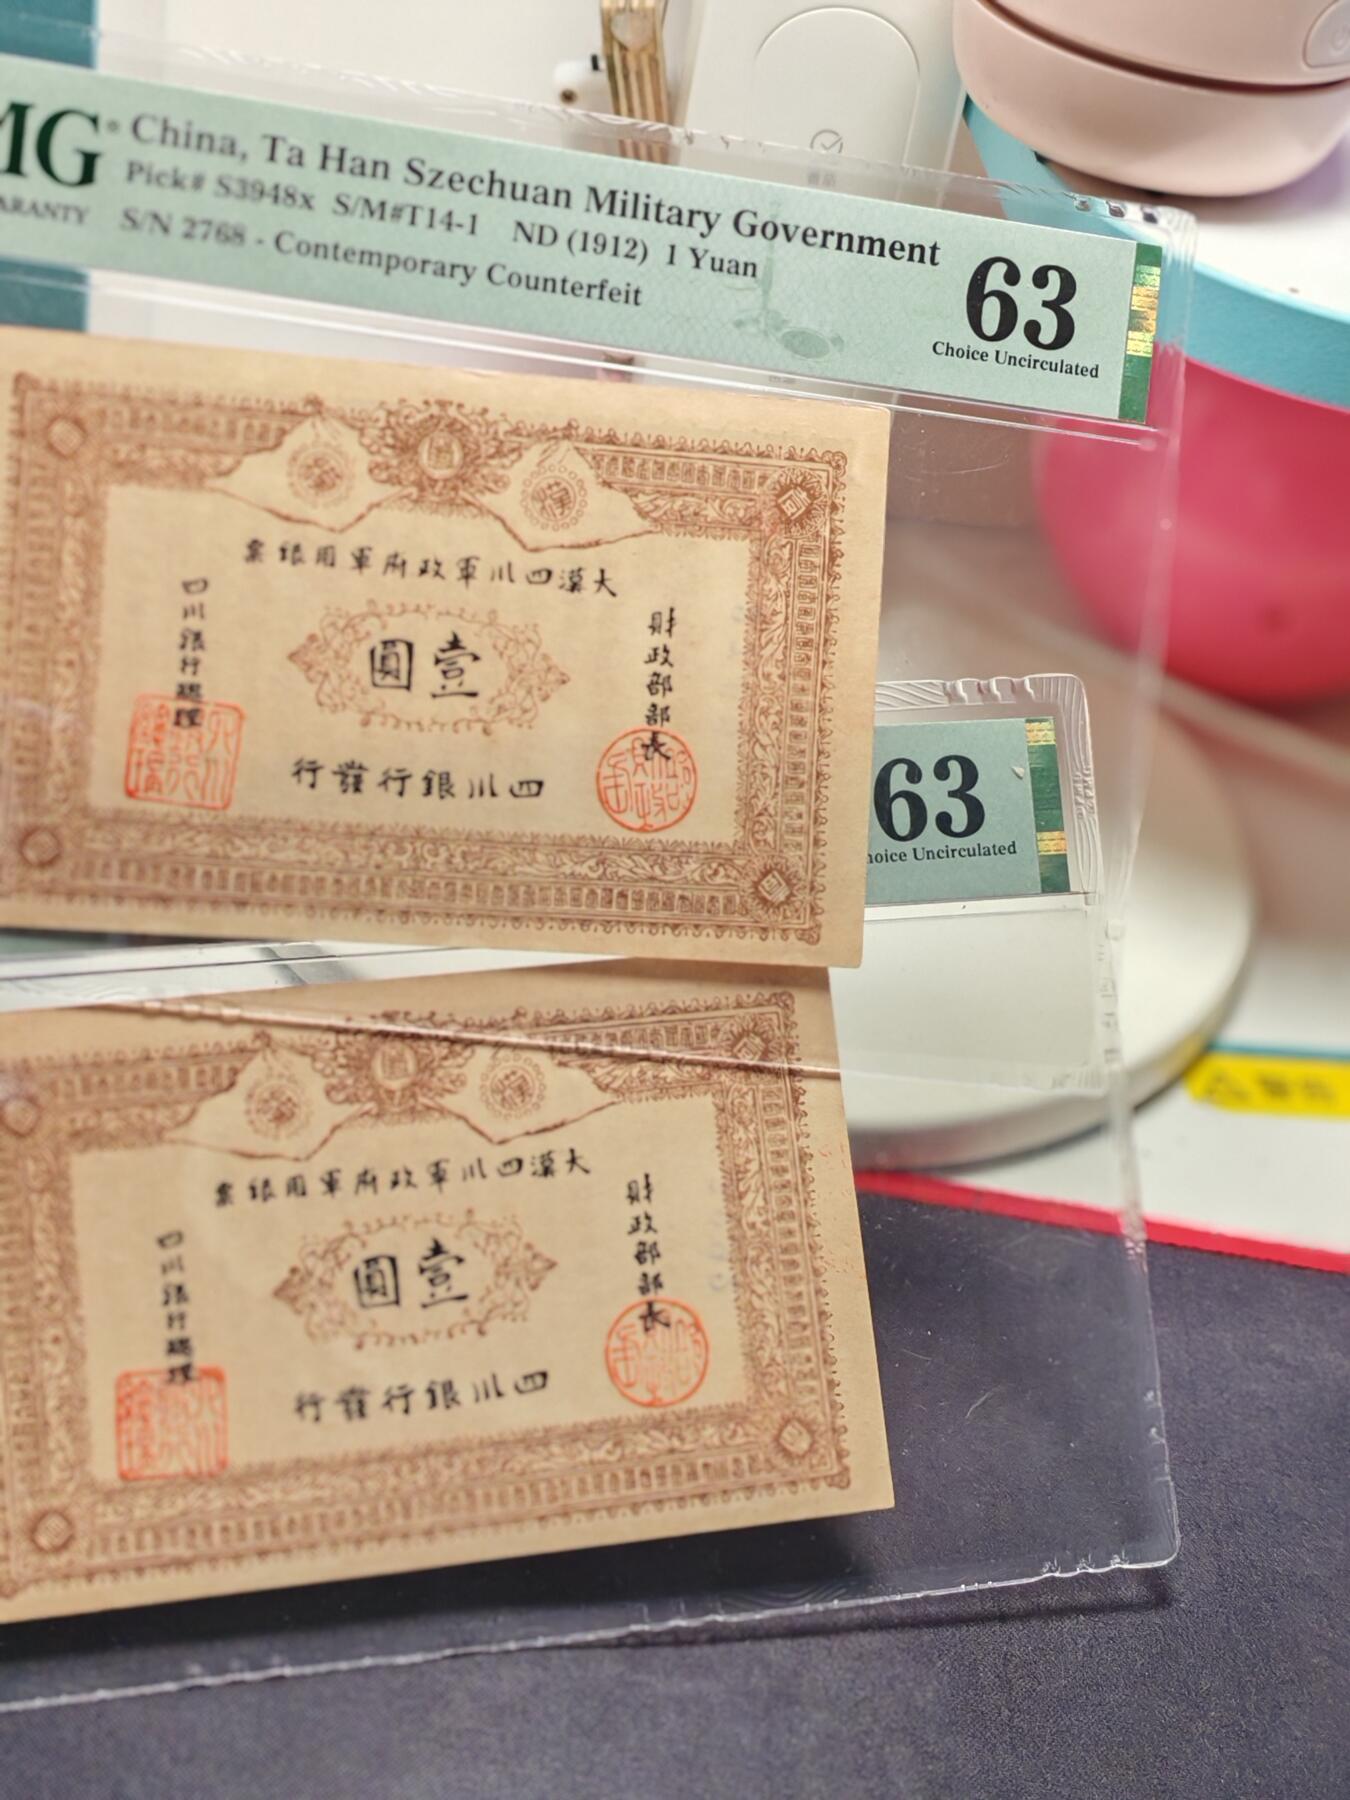 MG® China, Ta Han Szechuan Military Government
Pick# S3948x S/M#T14-1 ND (1912) 1 Yuan
ARANTY S/N 2768 - Contemporary Counterfeit
63
Choice Uncirculated
大漢四川軍政府軍用銀票
財政部部長
壹圓
四川銀行總理
四川銀行發行
63
hoice Uncirculated
大漢四川軍政府軍用銀票
財政部部長
壹圓
四川銀行總理
四川銀行發行